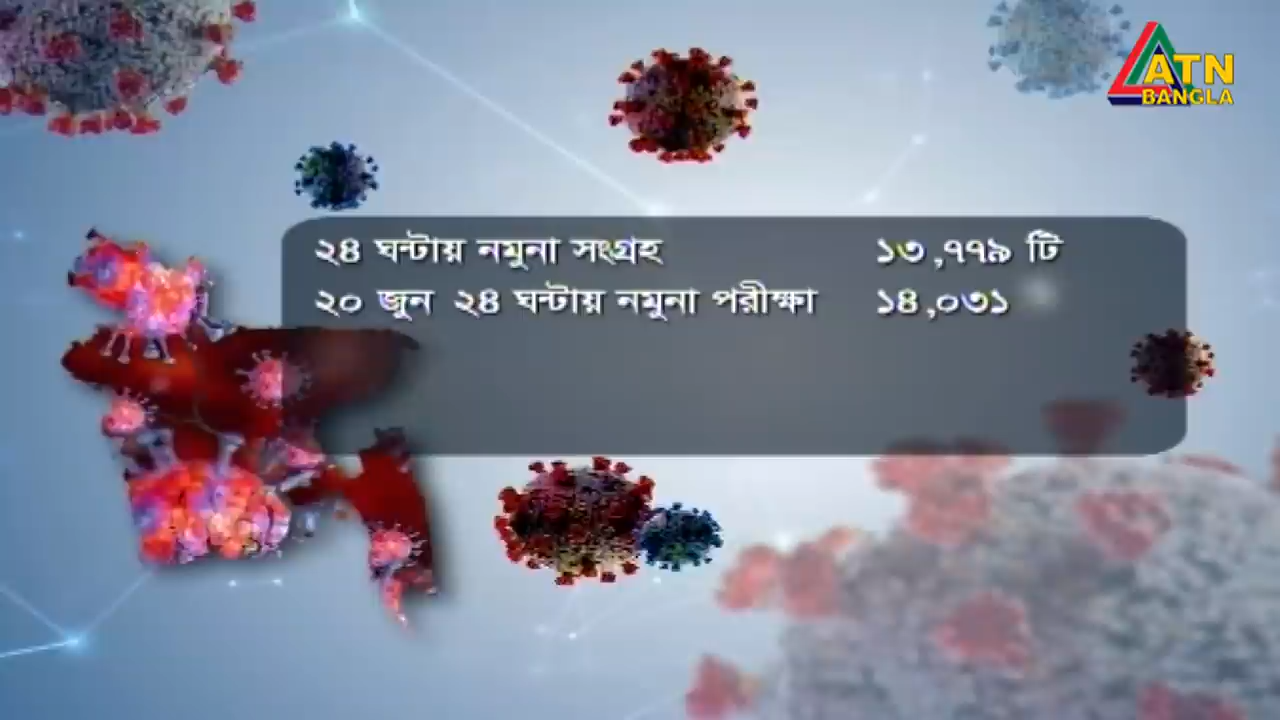 ATN
BANGLA
২৪ ঘন্টায় নমুনা সংগ্রহ ১৩,৭৭৯ টি
২০ জুন ২৪ ঘন্টায় নমুনা পরীক্ষা ১৪,০৩১